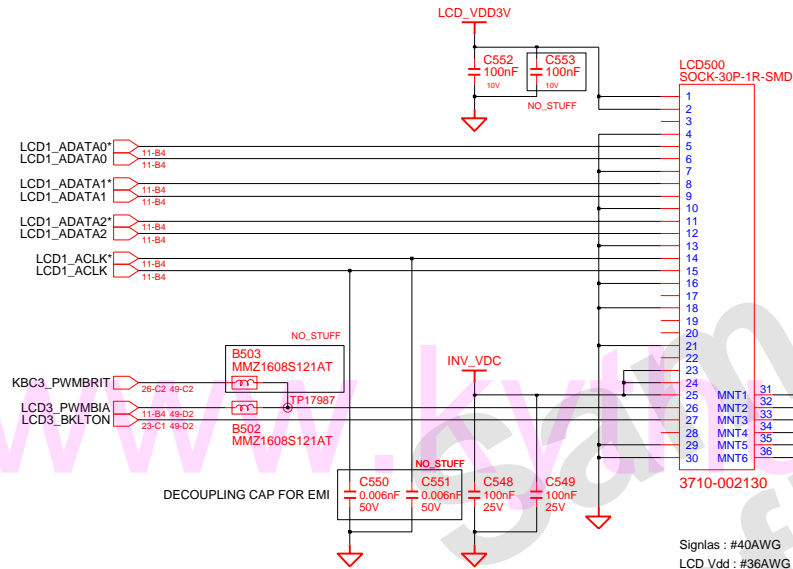 LCD_VDD3V
C552
100nF
10V
C553
100nF
10V
NO_STUFF
LCD500
SOCK-30P-1R-SMD
1
2
3
4
5
6
7
8
9
10
11
12
13
14
15
16
17
18
19
20
21
22
23
24
25
26
27
28
29
30
MNT1
MNT2
MNT3
MNT4
MNT5
MNT6
31
32
33
34
35
36
3710-002130
LCD1_ADATA0*
11-B4
LCD1_ADATA0
11-B4
LCD1_ADATA1*
11-B4
LCD1_ADATA1
11-B4
LCD1_ADATA2*
11-B4
LCD1_ADATA2
11-B4
LCD1_ACLK*
11-B4
LCD1_ACLK
11-B4
NO_STUFF
B503
MMZ1608S121AT
INV_VDC
KBC3_PWMBRIT
26-C2 49-C2
TP17987
LCD3_PWMBIA
11-B4 49-D2
LCD3_BKLTON
23-C1 49-D2
B502
MMZ1608S121AT
NO_STUFF
DECOUPLING CAP FOR EMI
C550
0.006nF
50V
C551
0.006nF
50V
C548
100nF
25V
C549
100nF
25V
Signlas : #40AWG
LCD Vdd : #36AWG
www.kythu
Sam